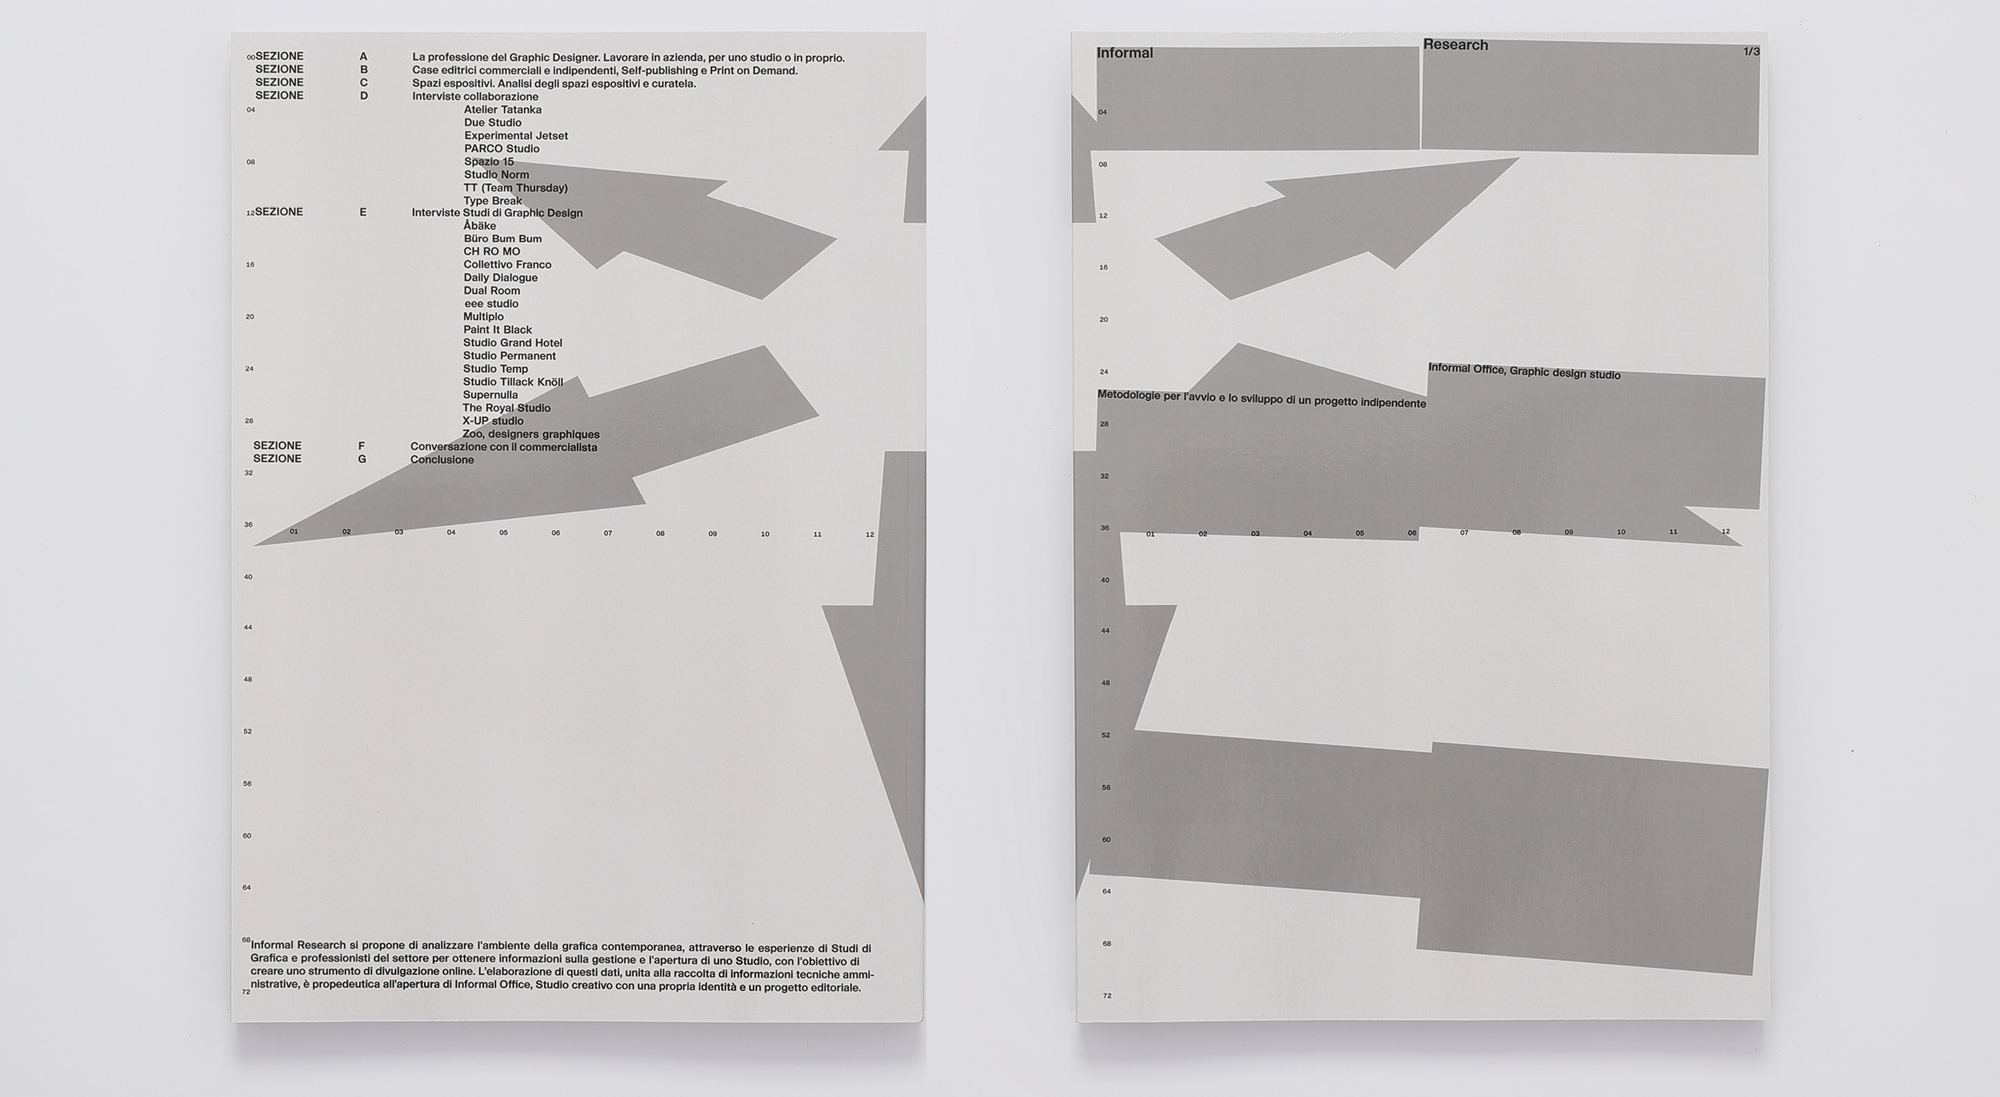 00 SEZIONE A La professione del Graphic Designer. Lavorare in azienda, per uno studio o in proprio.
SEZIONE B Case editrici commerciali e indipendenti, Self-publishing e Print on Demand.
SEZIONE C Spazi espositivi. Analisi degli spazi espositivi e curatela.
SEZIONE D Interviste collaborazione
04 Atelier Tatanka
Due Studio
Experimental Jetset
PARCO Studio
08 Spazio 15
Studio Norm
TT (Team Thursday)
Type Break
12 SEZIONE E Interviste Studi di Graphic Design
Åbäke
Büro Bum Bum
CH RO MO
16 Collettivo Franco
Daily Dialogue
Dual Room
eee studio
20 Multiplo
Paint It Black
Studio Grand Hotel
Studio Permanent
24 Studio Temp
Studio Tillack Knöll
Supernulla
The Royal Studio
28 X-UP studio
Zoo, designers graphiques
SEZIONE F Conversazione con il commercialista
SEZIONE G Conclusione
32
36
01 02 03 04 05 06 07 08 09 10 11 12
40
44
48
52
56
60
64
68 Informal Research si propone di analizzare l'ambiente della grafica contemporanea, attraverso le esperienze di Studi di
Grafica e professionisti del settore per ottenere informazioni sulla gestione e l'apertura di uno Studio, con l'obiettivo di
creare uno strumento di divulgazione online. L'elaborazione di questi dati, unita alla raccolta di informazioni tecniche ammi-
nistrative, è propedeutica all'apertura di Informal Office, Studio creativo con una propria identità e un progetto editoriale.
72
Informal Research 1/3
04
08
12
16
20
24 Informal Office, Graphic design studio
Metodologie per l'avvio e lo sviluppo di un progetto indipendente
28
32
36
01 02 03 04 05 06 07 08 09 10 11 12
40
44
48
52
56
60
64
68
72